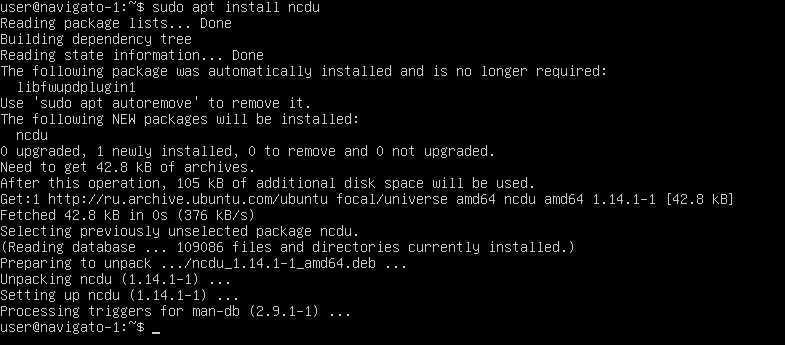 user@navigato-1:~$ sudo apt install ncdu
Reading package lists... Done
Building dependency tree
Reading state information... Done
The following package was automatically installed and is no longer required:
  libfwupdplugin1
Use 'sudo apt autoremove' to remove it.
The following NEW packages will be installed:
  ncdu
0 upgraded, 1 newly installed, 0 to remove and 0 not upgraded.
Need to get 42.8 kB of archives.
After this operation, 105 kB of additional disk space will be used.
Get:1 http://ru.archive.ubuntu.com/ubuntu focal/universe amd64 ncdu amd64 1.14.1-1 [42.8 kB]
Fetched 42.8 kB in 0s (376 kB/s)
Selecting previously unselected package ncdu.
(Reading database ... 109086 files and directories currently installed.)
Preparing to unpack .../ncdu_1.14.1-1_amd64.deb ...
Unpacking ncdu (1.14.1-1) ...
Setting up ncdu (1.14.1-1) ...
Processing triggers for man-db (2.9.1-1) ...
user@navigato-1:~$ _